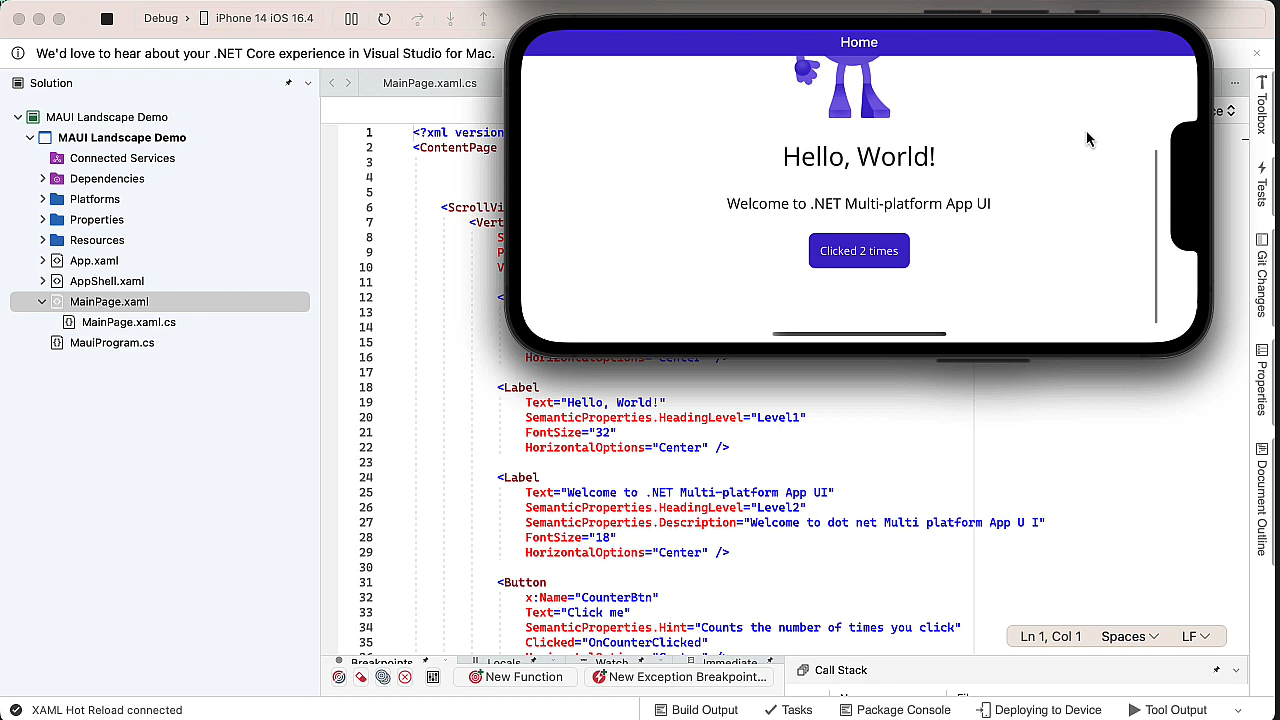 Debug
iPhone 14 iOS 16.4
We'd love to hear about your .NET Core experience in Visual Studio for Mac.
Solution
MAUI Landscape Demo
MAUI Landscape Demo
Connected Services
Dependencies
Platforms
Properties
Resources
App.xaml
AppShell.xaml
MainPage.xaml
MainPage.xaml.cs
MauiProgram.cs
MainPage.xaml.cs
Home
Hello, World!
Welcome to .NET Multi-platform App UI
Clicked 2 times
1 <?xml version
2 <ContentPage
3
4
5
6 <ScrollVi
7 <Vert
8 S
9 P
10 V
11
12 <
13
14
15
16 HorizontalOptions="Center" />
17
18 <Label
19 Text="Hello, World!"
20 SemanticProperties.HeadingLevel="Level1"
21 FontSize="32"
22 HorizontalOptions="Center" />
23
24 <Label
25 Text="Welcome to .NET Multi-platform App UI"
26 SemanticProperties.HeadingLevel="Level2"
27 SemanticProperties.Description="Welcome to dot net Multi platform App U I"
28 FontSize="18"
29 HorizontalOptions="Center" />
30
31 <Button
32 x:Name="CounterBtn"
33 Text="Click me"
34 SemanticProperties.Hint="Counts the number of times you click"
35 Clicked="OnCounterClicked"
Ln 1, Col 1
Spaces
LF
Toolbox
Tests
Git Changes
Properties
Document Outline
Breakpoints
Locals
Watch
Immediate
New Function
New Exception Breakpoint...
Call Stack
XAML Hot Reload connected
Build Output
Tasks
Package Console
Deploying to Device
Tool Output